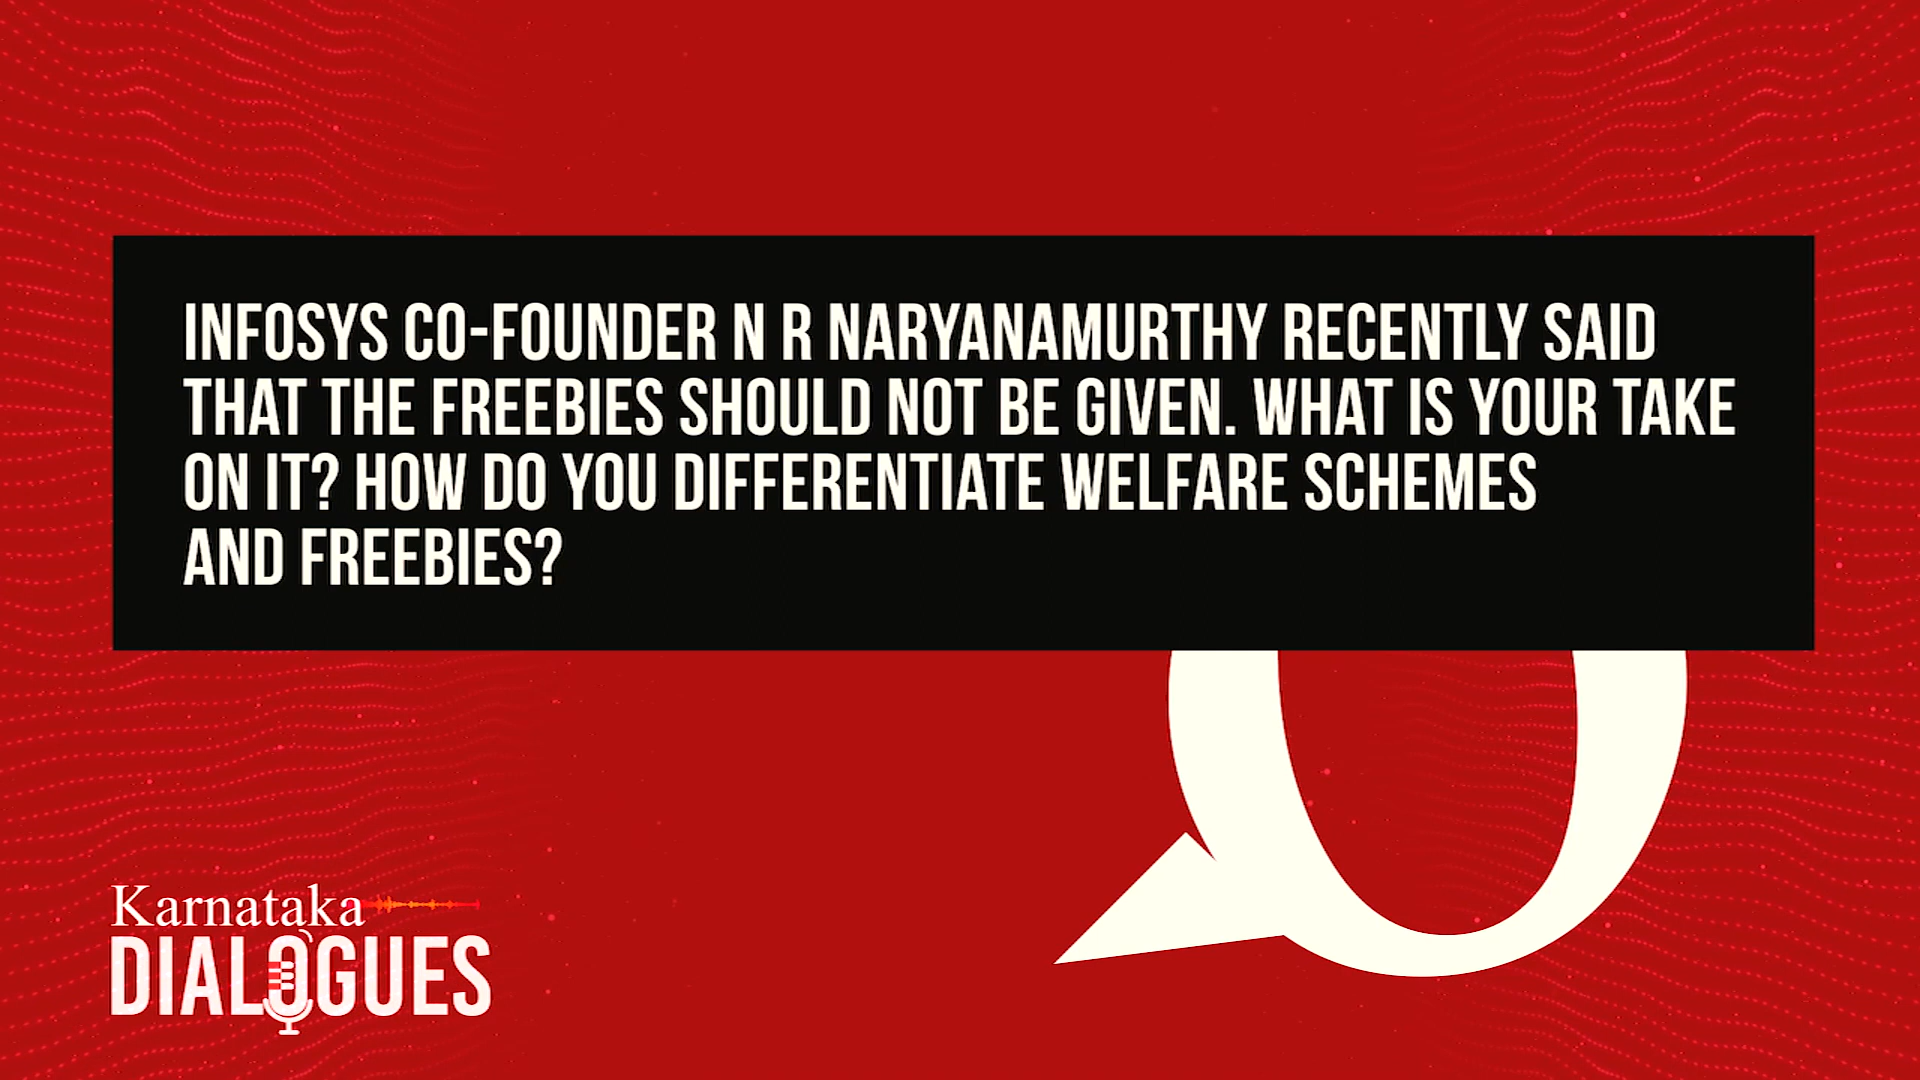 INFOSYS CO-FOUNDER N R NARYANAMURTHY RECENTLY SAID
THAT THE FREEBIES SHOULD NOT BE GIVEN. WHAT IS YOUR TAKE
ON IT? HOW DO YOU DIFFERENTIATE WELFARE SCHEMES
AND FREEBIES?
Karnataka
DIALOGUES